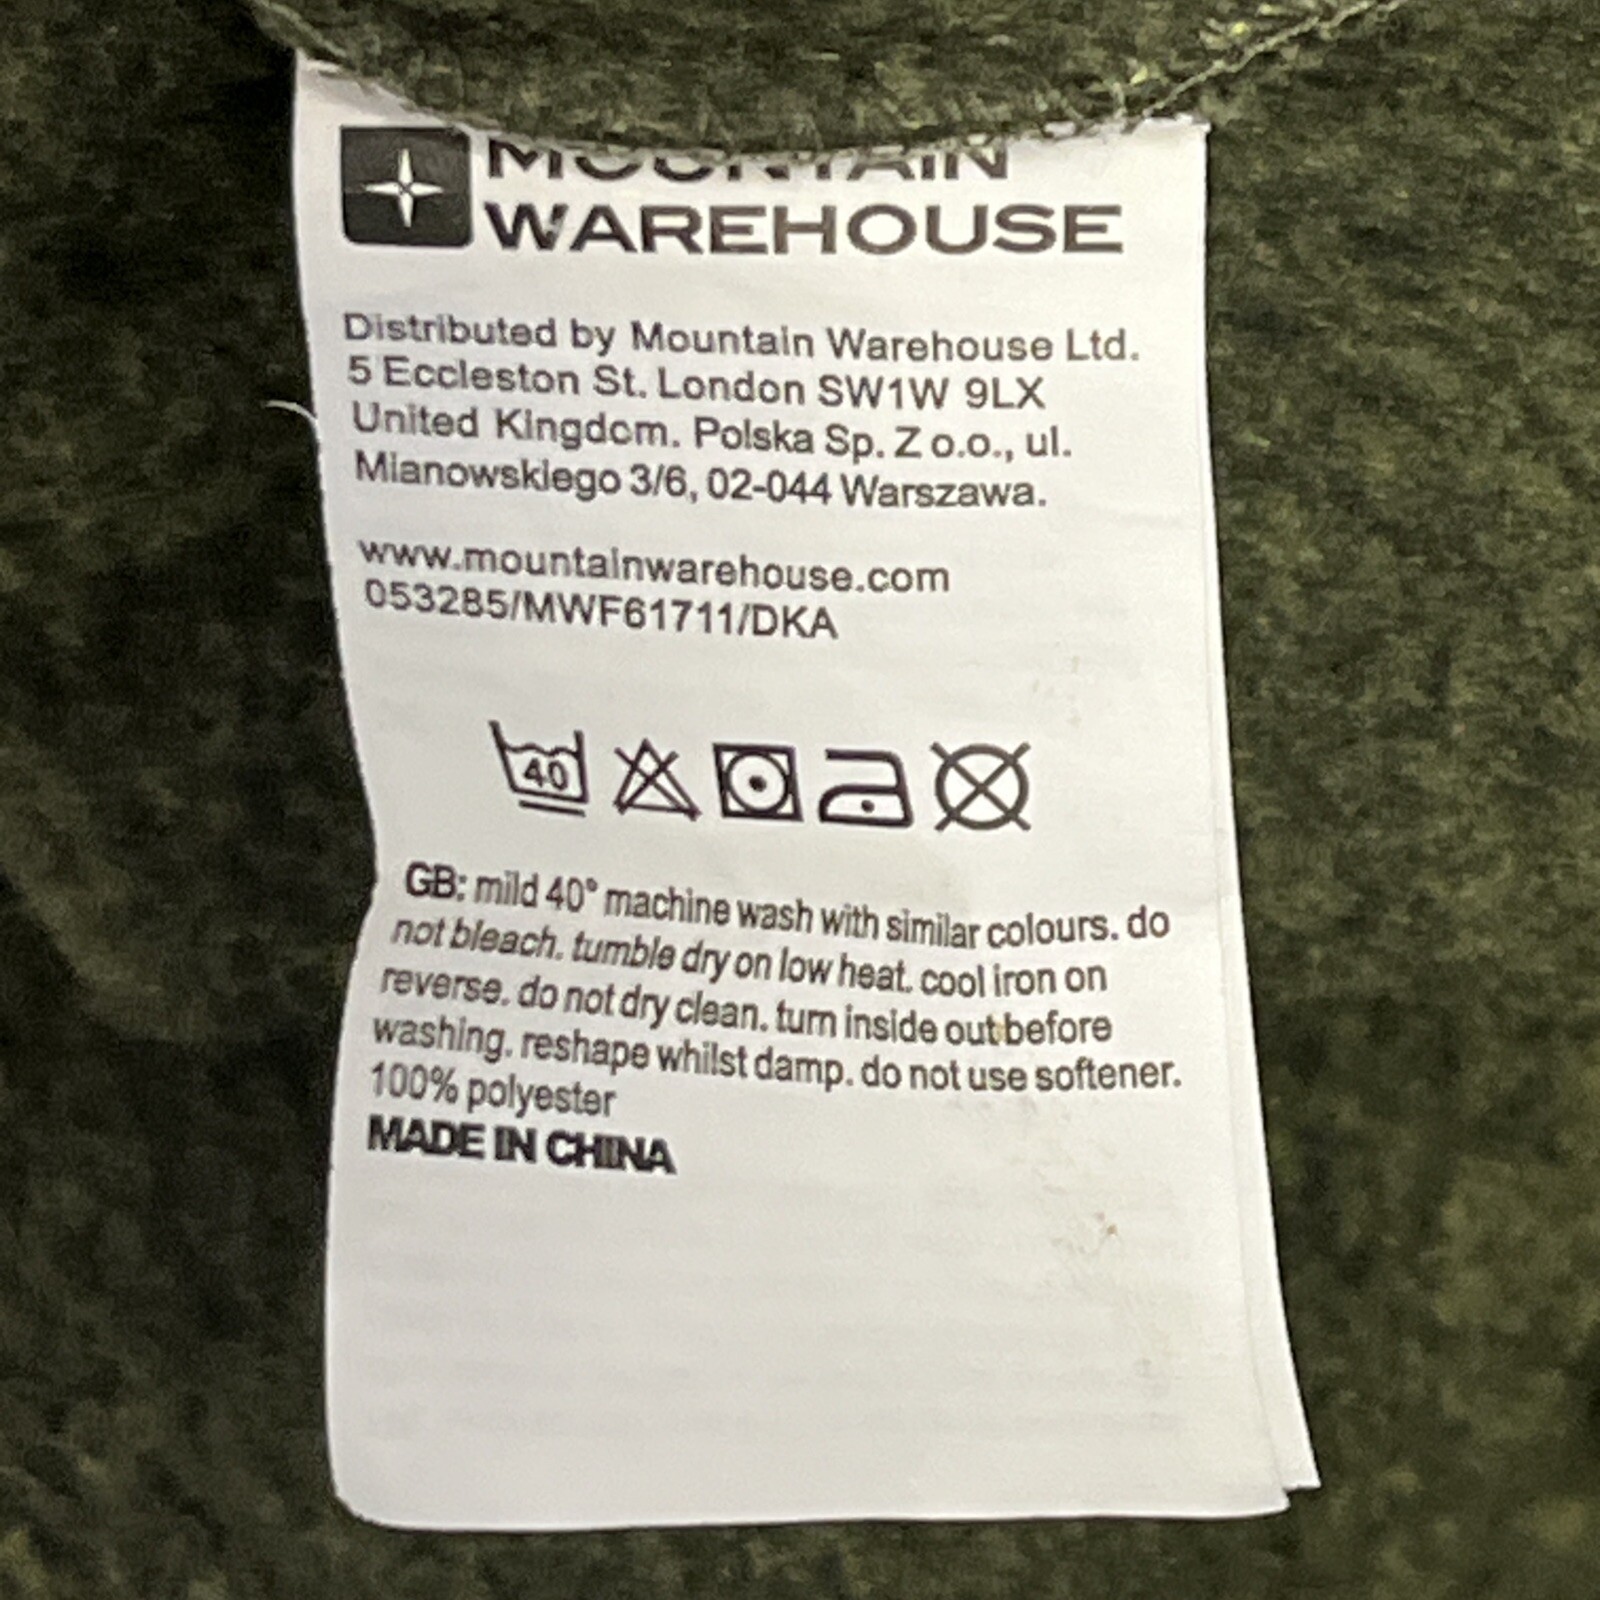 MOUNTAIN
WAREHOUSE
Distributed by Mountain Warehouse Ltd.
5 Eccleston St. London SW1W 9LX
United Kingdom. Polska Sp. Z o.o., ul.
Mianowskiego 3/6, 02-044 Warszawa.
www.mountainwarehouse.com
053285/MWF61711/DKA
40
GB: mild 40° machine wash with similar colours. do
not bleach. tumble dry on low heat. cool iron on
reverse. do not dry clean. turn inside out before
washing. reshape whilst damp. do not use softener.
100% polyester
MADE IN CHINA